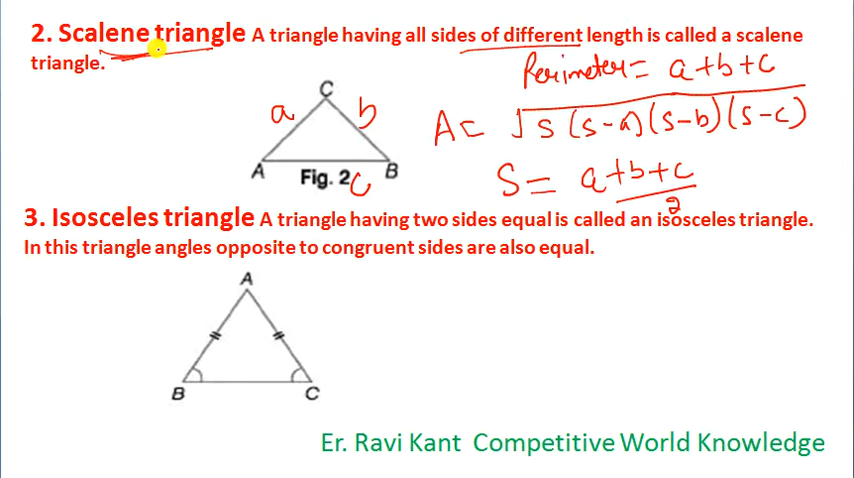 2. Scalene triangle A triangle having all sides of different length is called a scalene
triangle.
Perimeter = a+b+c
C
a b
A = √s(s-a)(s-b)(s-c)
A B
Fig. 2 c
S = a+b+c/2
3. Isosceles triangle A triangle having two sides equal is called an isosceles triangle.
In this triangle angles opposite to congruent sides are also equal.
A
B C
Er. Ravi Kant Competitive World Knowledge